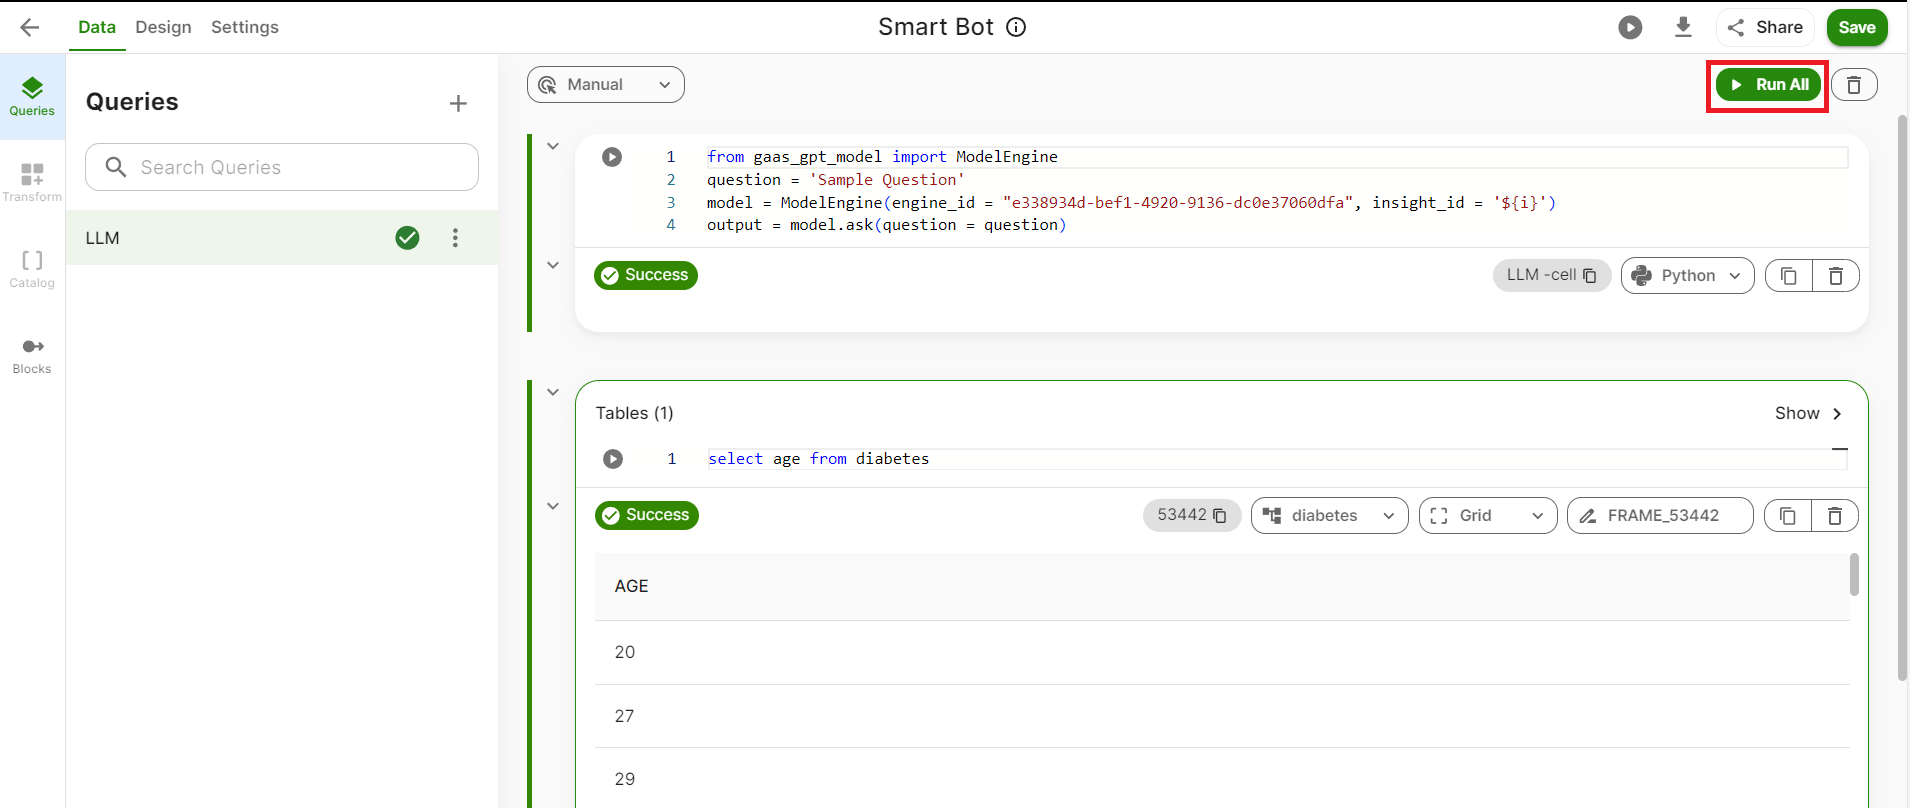 Data Design Settings
Smart Bot
Share
Save
Queries
Transform
Catalog
Blocks
Queries
Search Queries
LLM
Manual
Run All
1 from gaas_gpt_model import ModelEngine
2 question = 'Sample Question'
3 model = ModelEngine(engine_id = "e338934d-bef1-4920-9136-dc0e37060dfa", insight_id = '${i}')
4 output = model.ask(question = question)
Success
LLM -cell
Python
Tables (1)
Show
1 select age from diabetes
Success
53442
diabetes
Grid
FRAME_53442
AGE
20
27
29